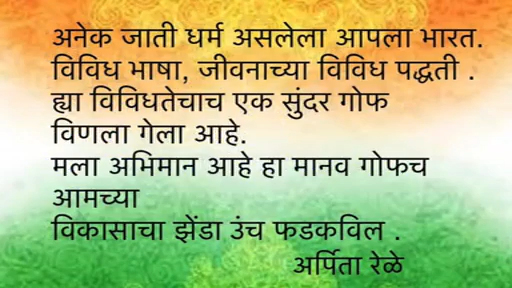 अनेक जाती धर्म असलेला आपला भारत.
विविध भाषा, जीवनाच्या विविध पद्धती .
ह्या विविधतेचाच एक सुंदर गोफ
विणला गेला आहे.
मला अभिमान आहे हा मानव गोफच
आमच्या
विकासाचा झेंडा उंच फडकविल .
अर्पिता रेळे